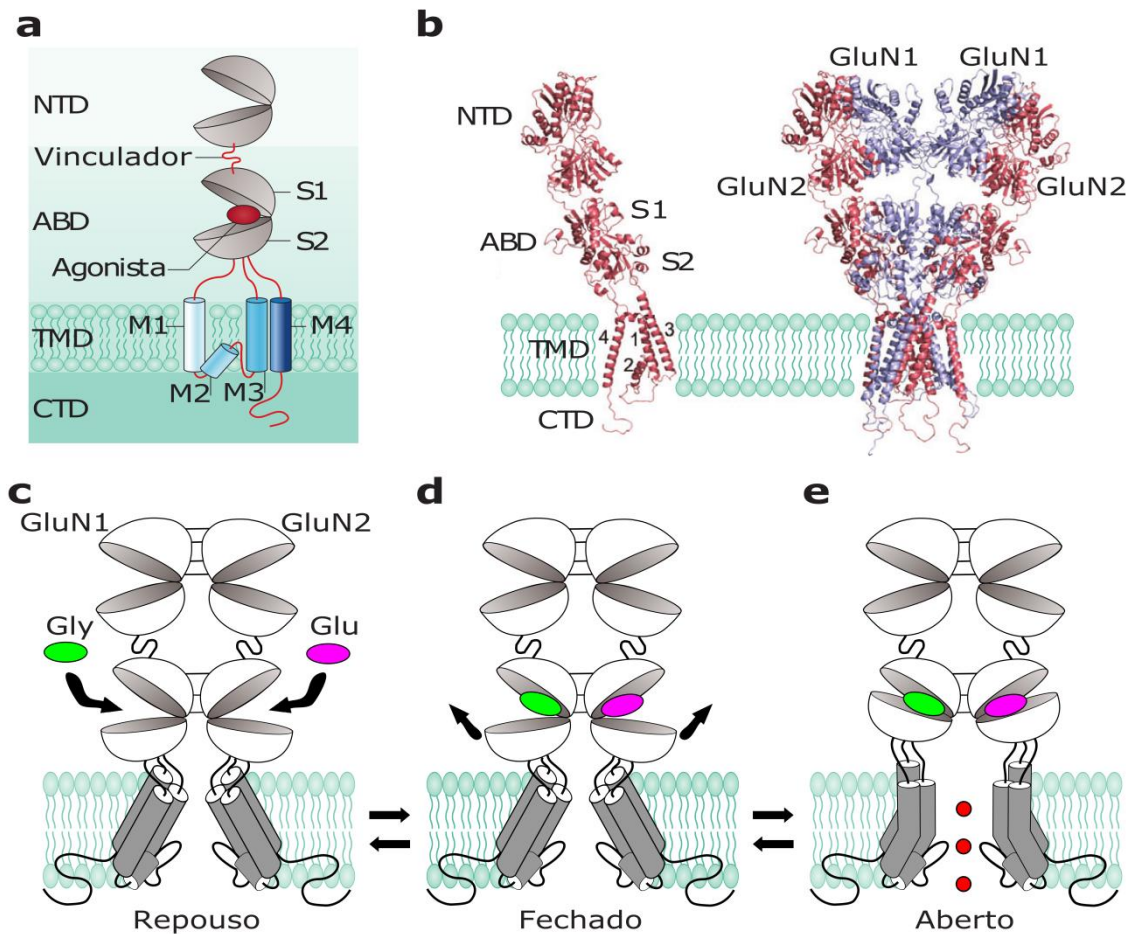 a
NTD
Vinculador
S1
ABD
S2
Agonista
M1
M4
TMD
M2
M3
CTD
b
GluN1
GluN1
NTD
GluN2
GluN2
S1
ABD
S2
4
1
3
TMD
2
CTD
c
GluN1
GluN2
Gly
Glu
Repouso
d
Fechado
e
Aberto